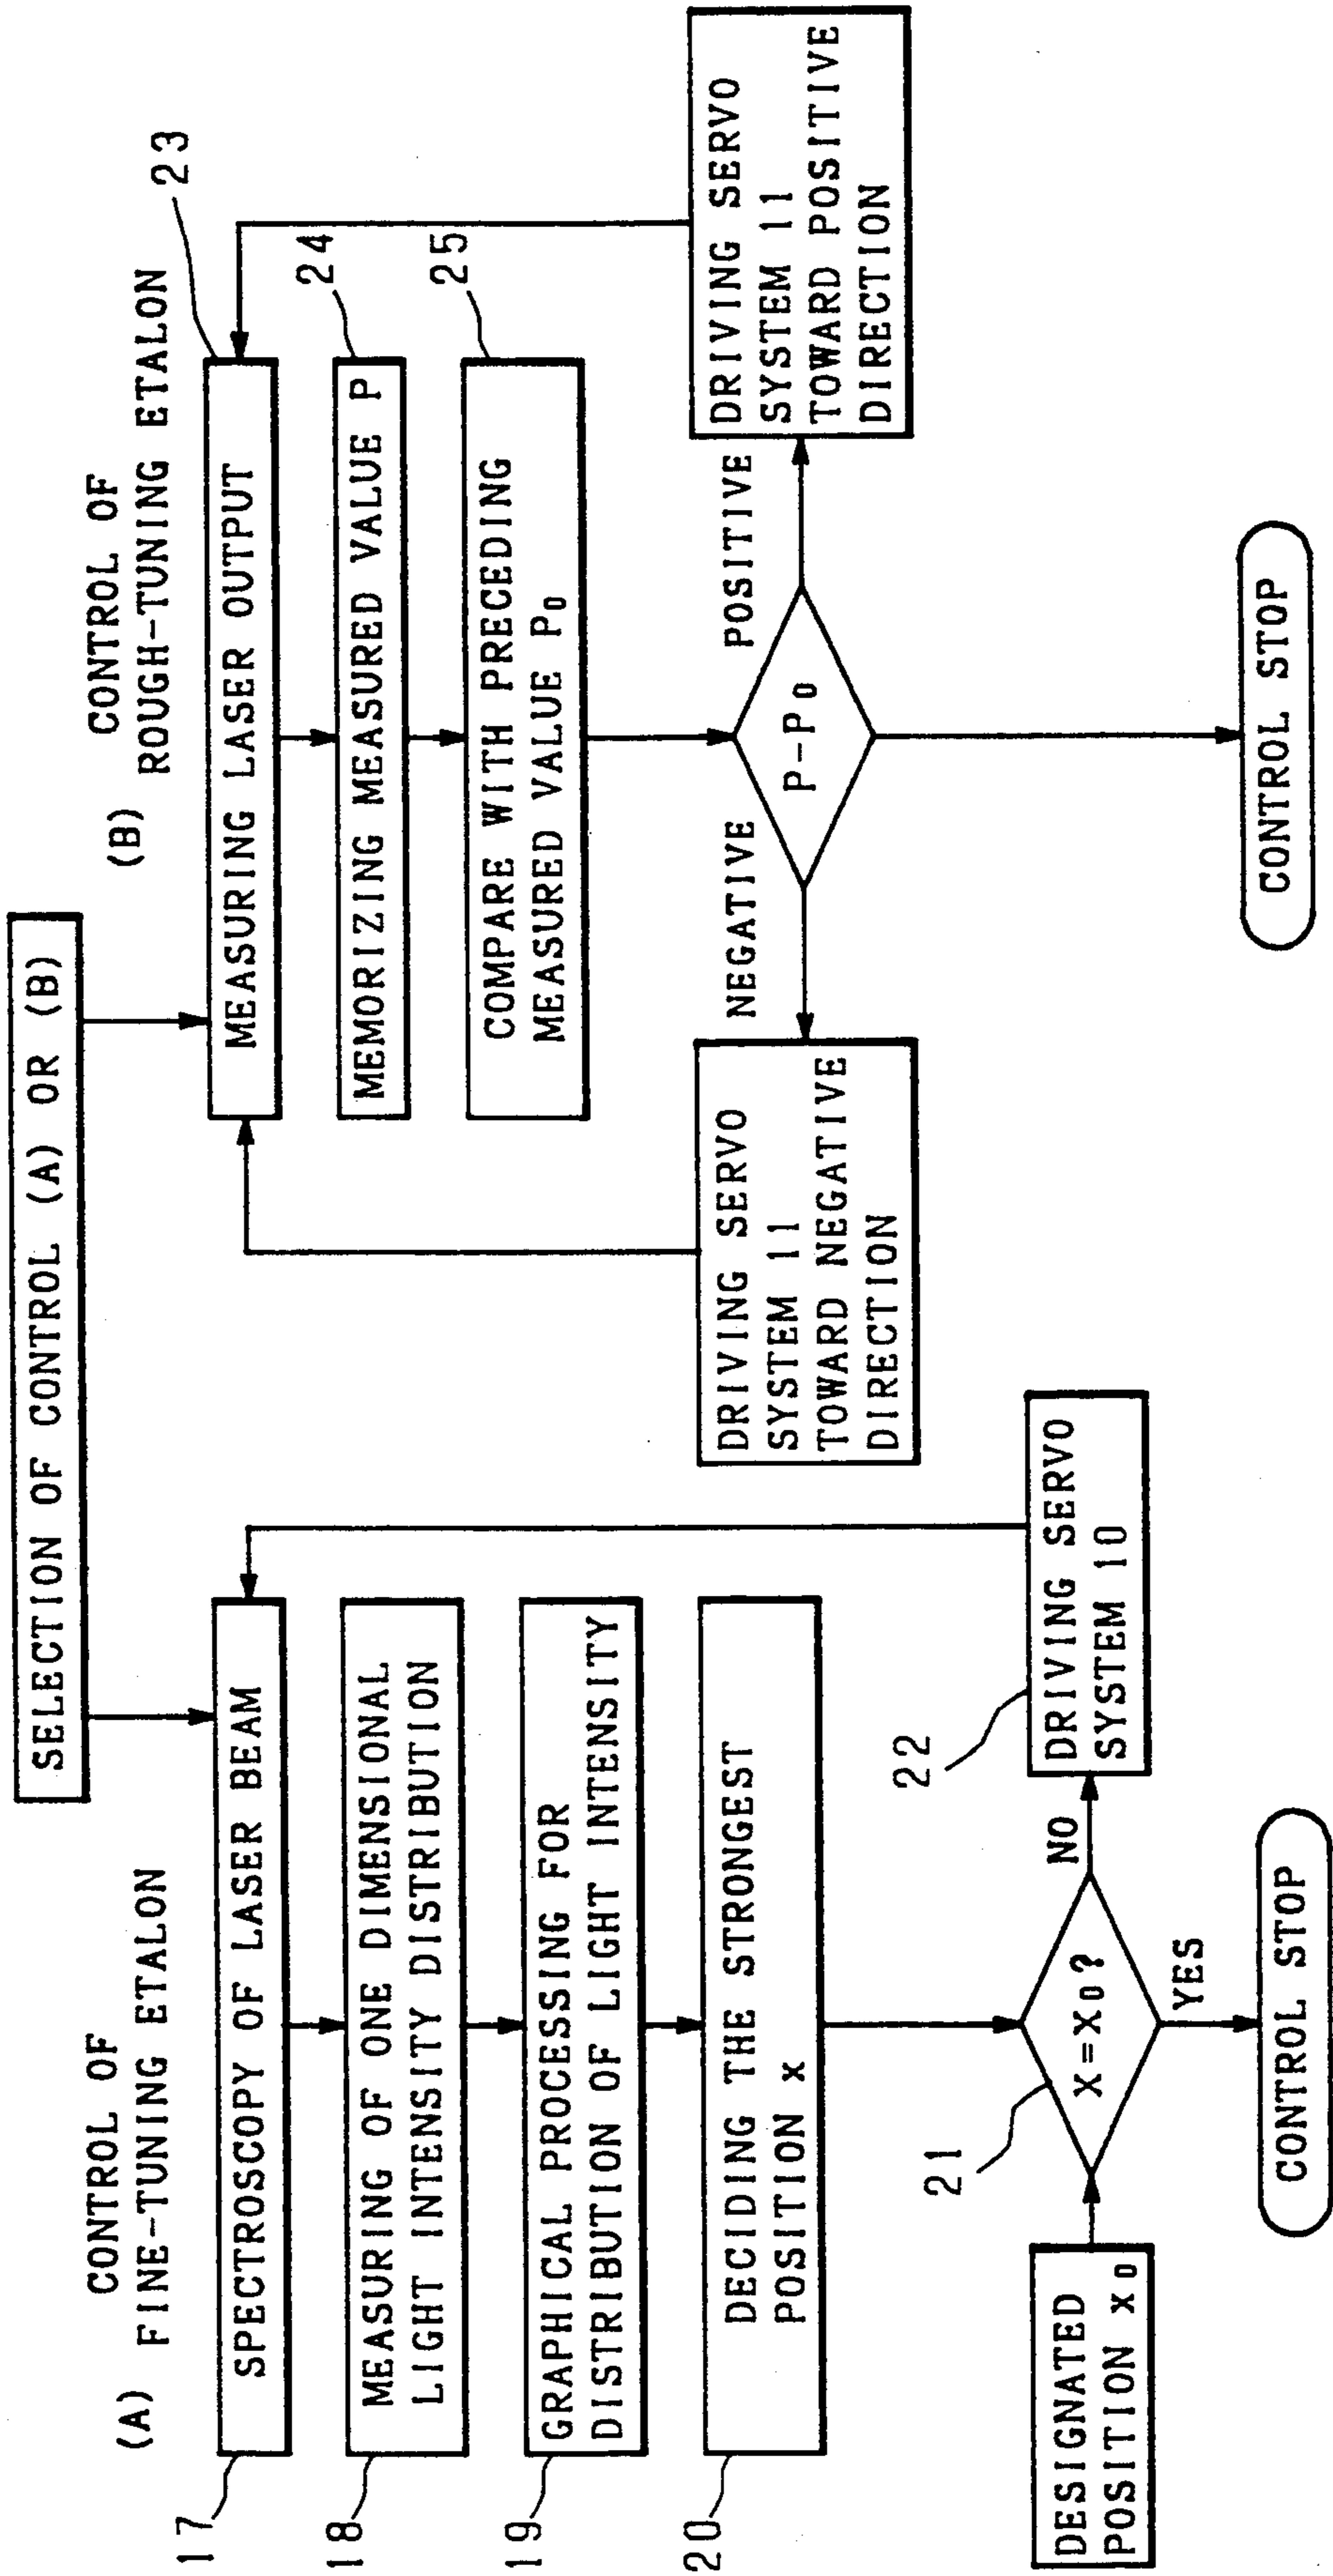 SELECTION OF CONTROL (A) OR (B)
CONTROL OF
(A) FINE-TUNING ETALON
17
SPECTROSCOPY OF LASER BEAM
18
MEASURING OF ONE DIMENSIONAL
LIGHT INTENSITY DISTRIBUTION
19
GRAPHICAL PROCESSING FOR
DISTRIBUTION OF LIGHT INTENSITY
20
DECIDING THE STRONGEST
POSITION x
DESIGNATED
POSITION x₀
21
X=X₀?
NO
YES
22
DRIVING SERVO
SYSTEM 10
CONTROL STOP
CONTROL OF
(B) ROUGH-TUNING ETALON
23
MEASURING LASER OUTPUT
24
MEMORIZING MEASURED VALUE P
25
COMPARE WITH PRECEDING
MEASURED VALUE P₀
NEGATIVE
P-P₀
POSITIVE
DRIVING SERVO
SYSTEM 11
TOWARD NEGATIVE
DIRECTION
DRIVING SERVO
SYSTEM 11
TOWARD POSITIVE
DIRECTION
CONTROL STOP